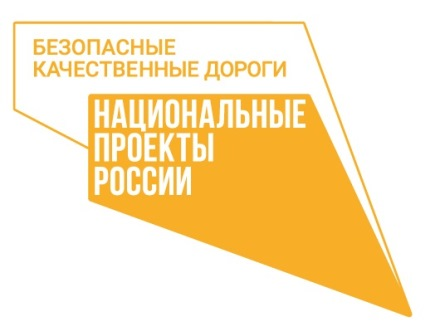 БЕЗОПАСНЫЕ
КАЧЕСТВЕННЫЕ ДОРОГИ
НАЦИОНАЛЬНЫЕ
ПРОЕКТЫ
РОССИИ